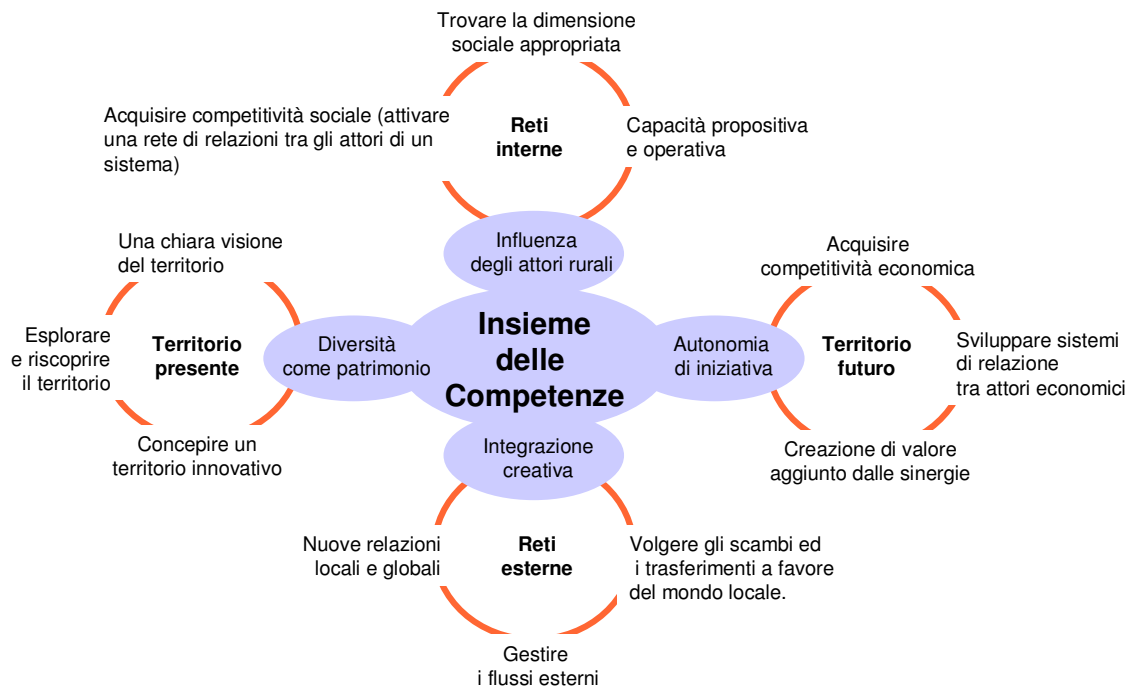 Trovare la dimensione
sociale appropriata
Acquisire competitività sociale (attivare
una rete di relazioni tra gli attori di un
sistema)
Reti
interne
Capacità propositiva
e operativa
Influenza
degli attori rurali
Una chiara visione
del territorio
Esplorare
e riscoprire
il territorio
Territorio
presente
Concepire un
territorio innovativo
Diversità
come patrimonio
Insieme
delle
Competenze
Autonomia
di iniziativa
Acquisire
competitività economica
Territorio
futuro
Sviluppare sistemi
di relazione
tra attori economici
Creazione di valore
aggiunto dalle sinergie
Integrazione
creativa
Nuove relazioni
locali e globali
Reti
esterne
Volgere gli scambi ed
i trasferimenti a favore
del mondo locale.
Gestire
i flussi esterni